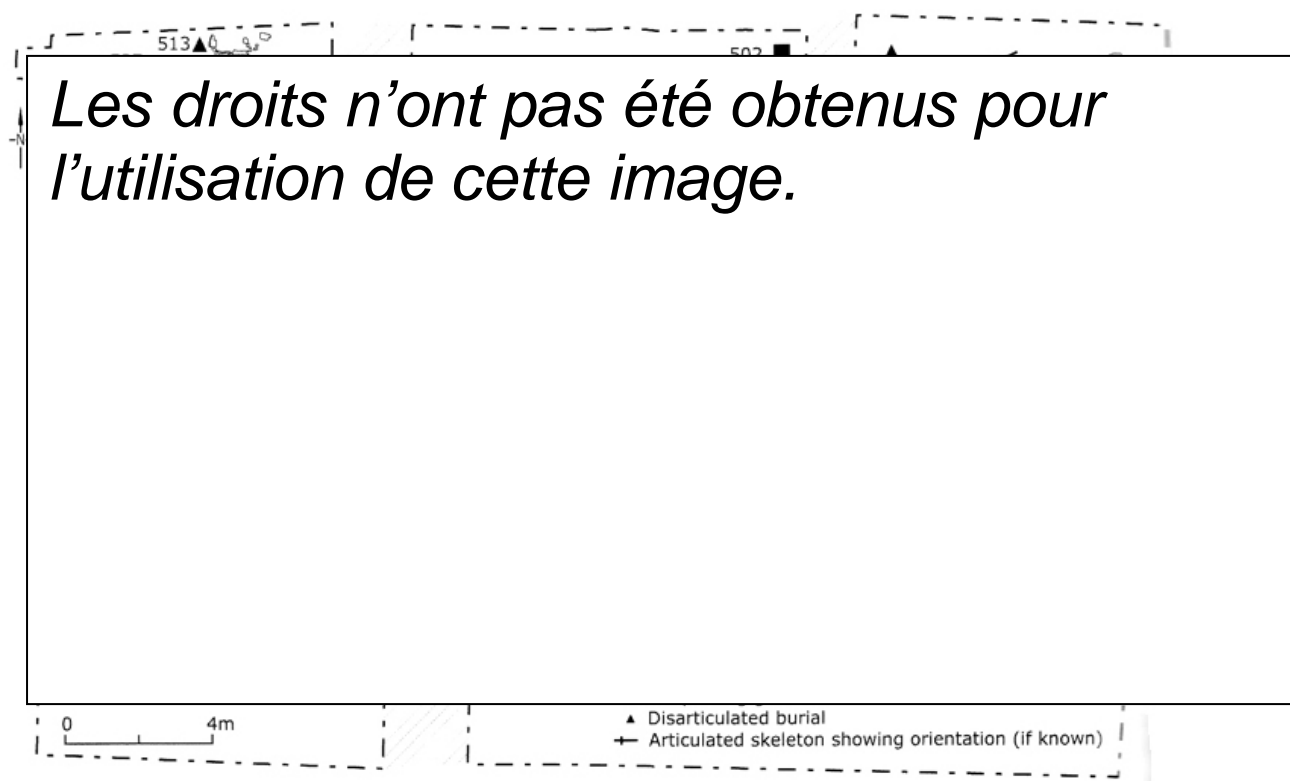 513
502
Les droits n’ont pas été obtenus pour
l’utilisation de cette image.
-N
0 4m
Disarticulated burial
Articulated skeleton showing orientation (if known)